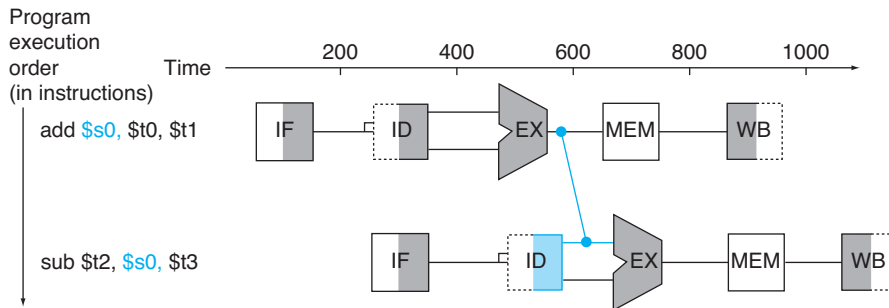 Program
execution
order
(in instructions)
Time
200 400 600 800 1000
add $s0, $t0, $t1
IF ID EX MEM WB
sub $t2, $s0, $t3
IF ID EX MEM WB